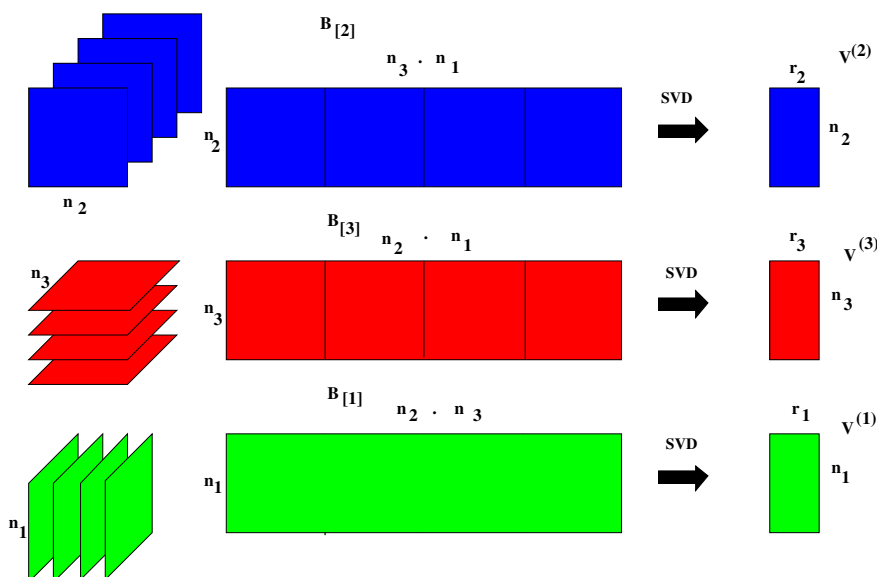 B[2]
n3 . n1
SVD
r2
V(2)
n2
n2
n2
B[3]
n2 . n1
SVD
r3
V(3)
n3
n3
n3
B[1]
n2 . n3
SVD
r1
V(1)
n1
n1
n1